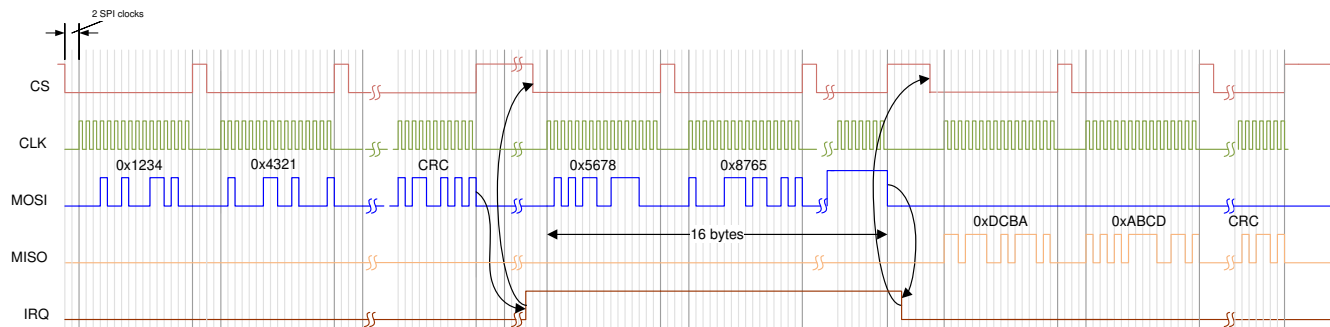 2 SPI clocks
CS
CLK
0x1234
0x4321
CRC
0x5678
0x8765
MOSI
0xDCBA
0xABCD
CRC
16 bytes
MISO
IRQ